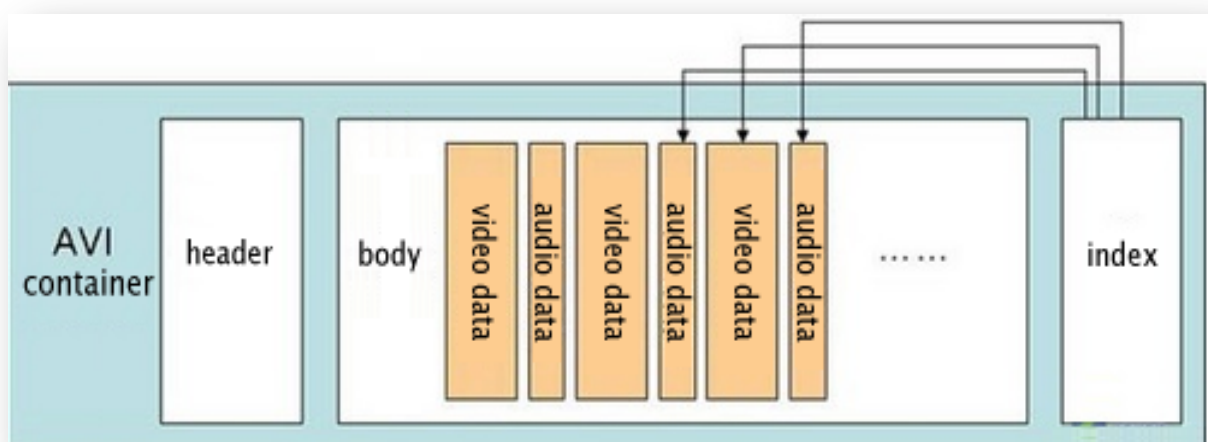 AVI
container
header
body
video data
audio data
video data
audio data
video data
audio data
... ...
index